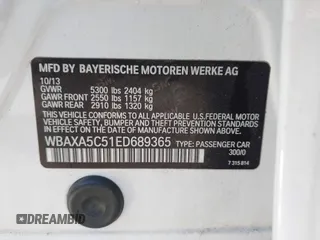 MFD BY BAYERISCHE MOTOREN WERKE AG
10/13
GVWR 5300 lbs 2404 kg
GAWR FRONT 2550 lbs 1157 kg
GAWR REAR 2910 lbs 1320 kg
THIS VEHICLE CONFORMS TO ALL APPLICABLE U.S.FEDERAL MOTOR
VEHICLE SAFETY, BUMPER, AND THEFT PREVENTION STANDARDS
IN EFFECT ON THE DATE OF MANUFACTURE SHOWN ABOVE.
WBAXA5C51ED689365 TYPE: PASSENGER CAR
300/0
7 315 814
DREAMBID